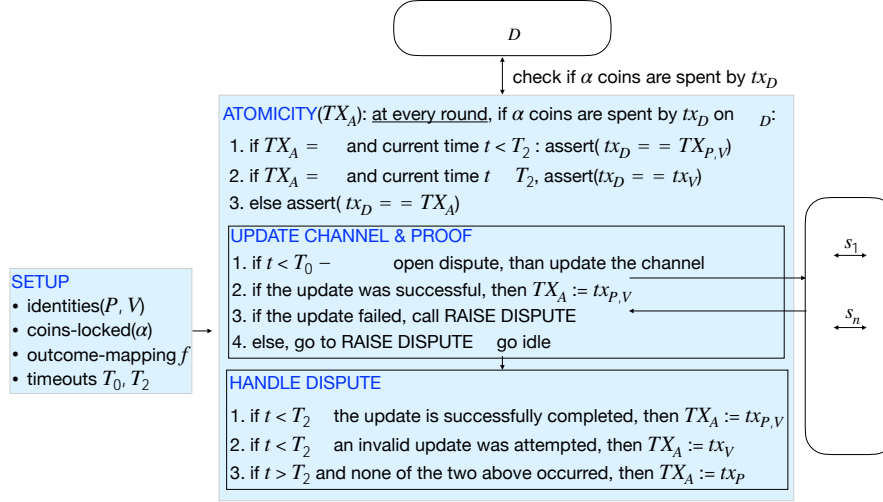 D
check if α coins are spent by tx_D
ATOMICITY(TX_A): at every round, if α coins are spent by tx_D on D:
1. if TX_A = and current time t < T_2 : assert( tx_D = = TX_{P,V})
2. if TX_A = and current time t T_2, assert(tx_D = = tx_V)
3. else assert( tx_D = = TX_A)
UPDATE CHANNEL & PROOF
1. if t < T_0 − open dispute, than update the channel
2. if the update was successful, then TX_A := tx_{P,V}
3. if the update failed, call RAISE DISPUTE
4. else, go to RAISE DISPUTE go idle
HANDLE DISPUTE
1. if t < T_2 the update is successfully completed, then TX_A := tx_{P,V}
2. if t < T_2 an invalid update was attempted, then TX_A := tx_V
3. if t > T_2 and none of the two above occurred, then TX_A := tx_P
SETUP
• identities(P, V)
• coins-locked(α)
• outcome-mapping f
• timeouts T_0, T_2
s_1
s_n